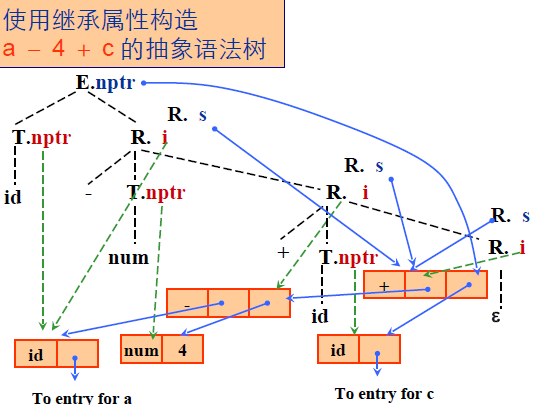 使用继承属性构造
a – 4 + c 的抽象语法树
E.nptr
T.nptr R. i R. s
id - T.nptr R. i R. s
num + T.nptr R. i R. s
- + id ε
id num 4 id
To entry for a To entry for c